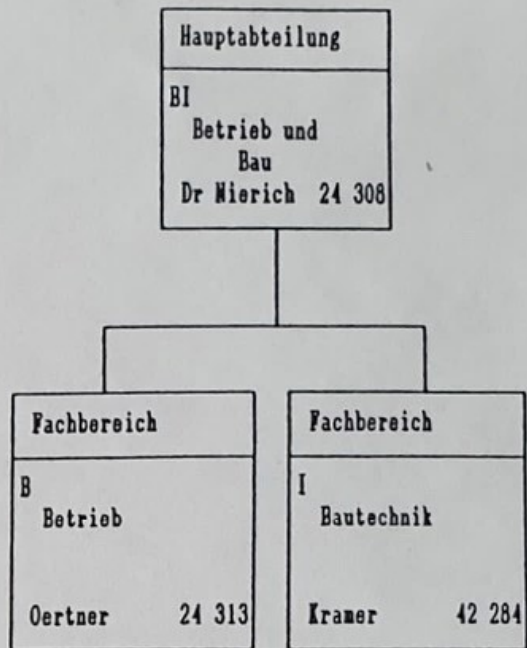 Hauptabteilung
BI
Betrieb und
Bau
Dr Nierich 24 308
Fachbereich
B
Betrieb
Oertner 24 313
Fachbereich
I
Bautechnik
Kramer 42 284